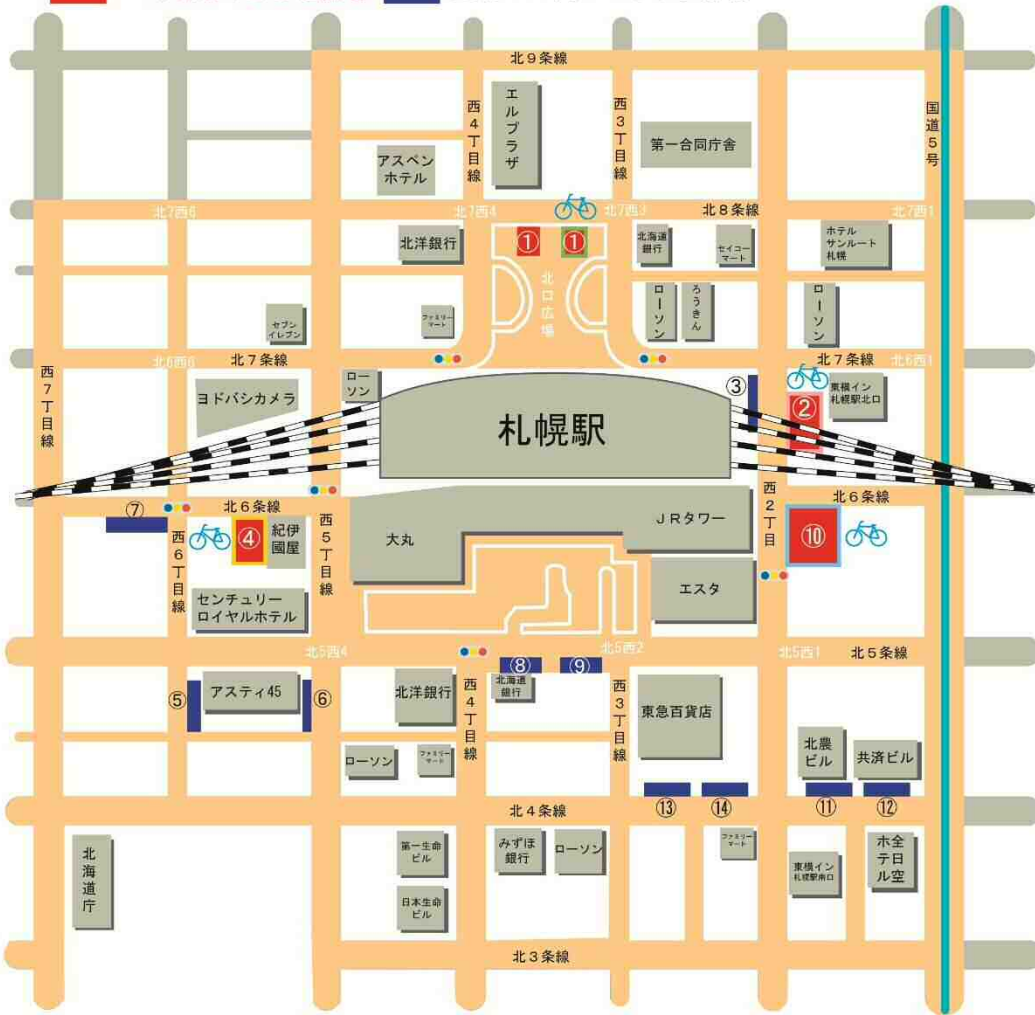 北9条線
エルプラザ
西4丁目線
西3丁目線
国道5号
第一合同庁舎
アスペン
ホテル
北7西6
北7西4
北7西3
北8条線
北7西1
北洋銀行
①
①
北海道
銀行
セイコー
マート
ホテル
サンルート
札幌
北口広場
ローソン
ろうきん
ローソン
セブン
イレブン
ファミリー
マート
北6西6
北7条線
北7条線
北6西1
西7丁目線
ヨドバシカメラ
ローソン
札幌駅
③
②
東横イン
札幌駅北口
⑦
北6条線
北6条線
西6丁目線
④
紀伊
國屋
西5丁目線
大丸
JRタワー
西2丁目
⑩
エスタ
センチュリー
ロイヤルホテル
北5西4
北5西2
北5西1
北5条線
⑧
⑨
⑤
アスティ45
⑥
北洋銀行
西4丁目線
北海道
銀行
西3丁目線
東急百貨店
北農
ビル
共済ビル
ローソン
ファミリー
マート
⑬
⑭
⑪
⑫
北4条線
北海道庁
第一生命
ビル
みずほ
銀行
ローソン
ファミリー
マート
東横イン
札幌駅南口
全日空
ホテル
日本生命
ビル
北3条線